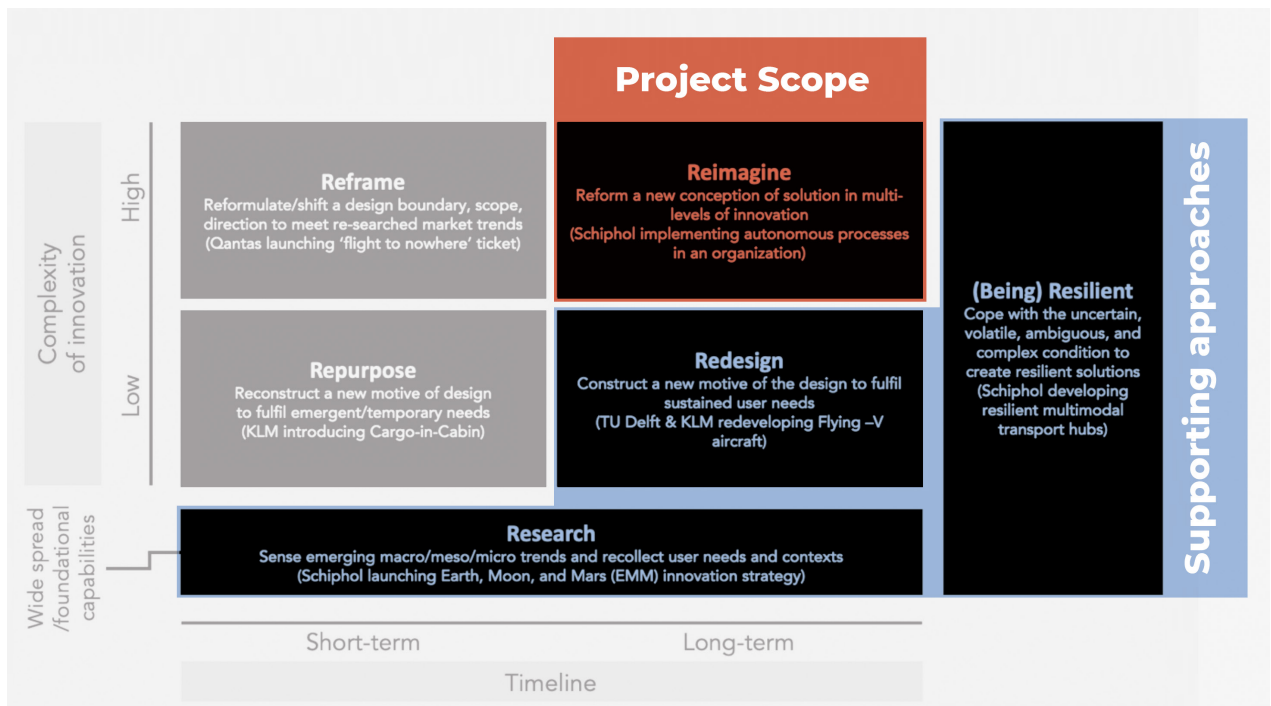 Project Scope
Complexity
of innovation
High
Low
Reframe
Reformulate/shift a design boundary, scope,
direction to meet re-searched market trends
(Qantas launching ‘flight to nowhere’ ticket)
Reimagine
Reform a new conception of solution in multi-
levels of innovation
(Schiphol implementing autonomous processes
in an organization)
Repurpose
Reconstruct a new motive of design
to fulfil emergent/temporary needs
(KLM introducing Cargo-in-Cabin)
Redesign
Construct a new motive of the design to fulfil
sustained user needs
(TU Delft & KLM redeveloping Flying –V
aircraft)
(Being) Resilient
Cope with the uncertain,
volatile, ambiguous, and
complex condition to
create resilient solutions
(Schiphol developing
resilient multimodal
transport hubs)
Supporting approaches
Wide spread
/foundational
capabilities
Research
Sense emerging macro/meso/micro trends and recollect user needs and contexts
(Schiphol launching Earth, Moon, and Mars (EMM) innovation strategy)
Short-term
Long-term
Timeline